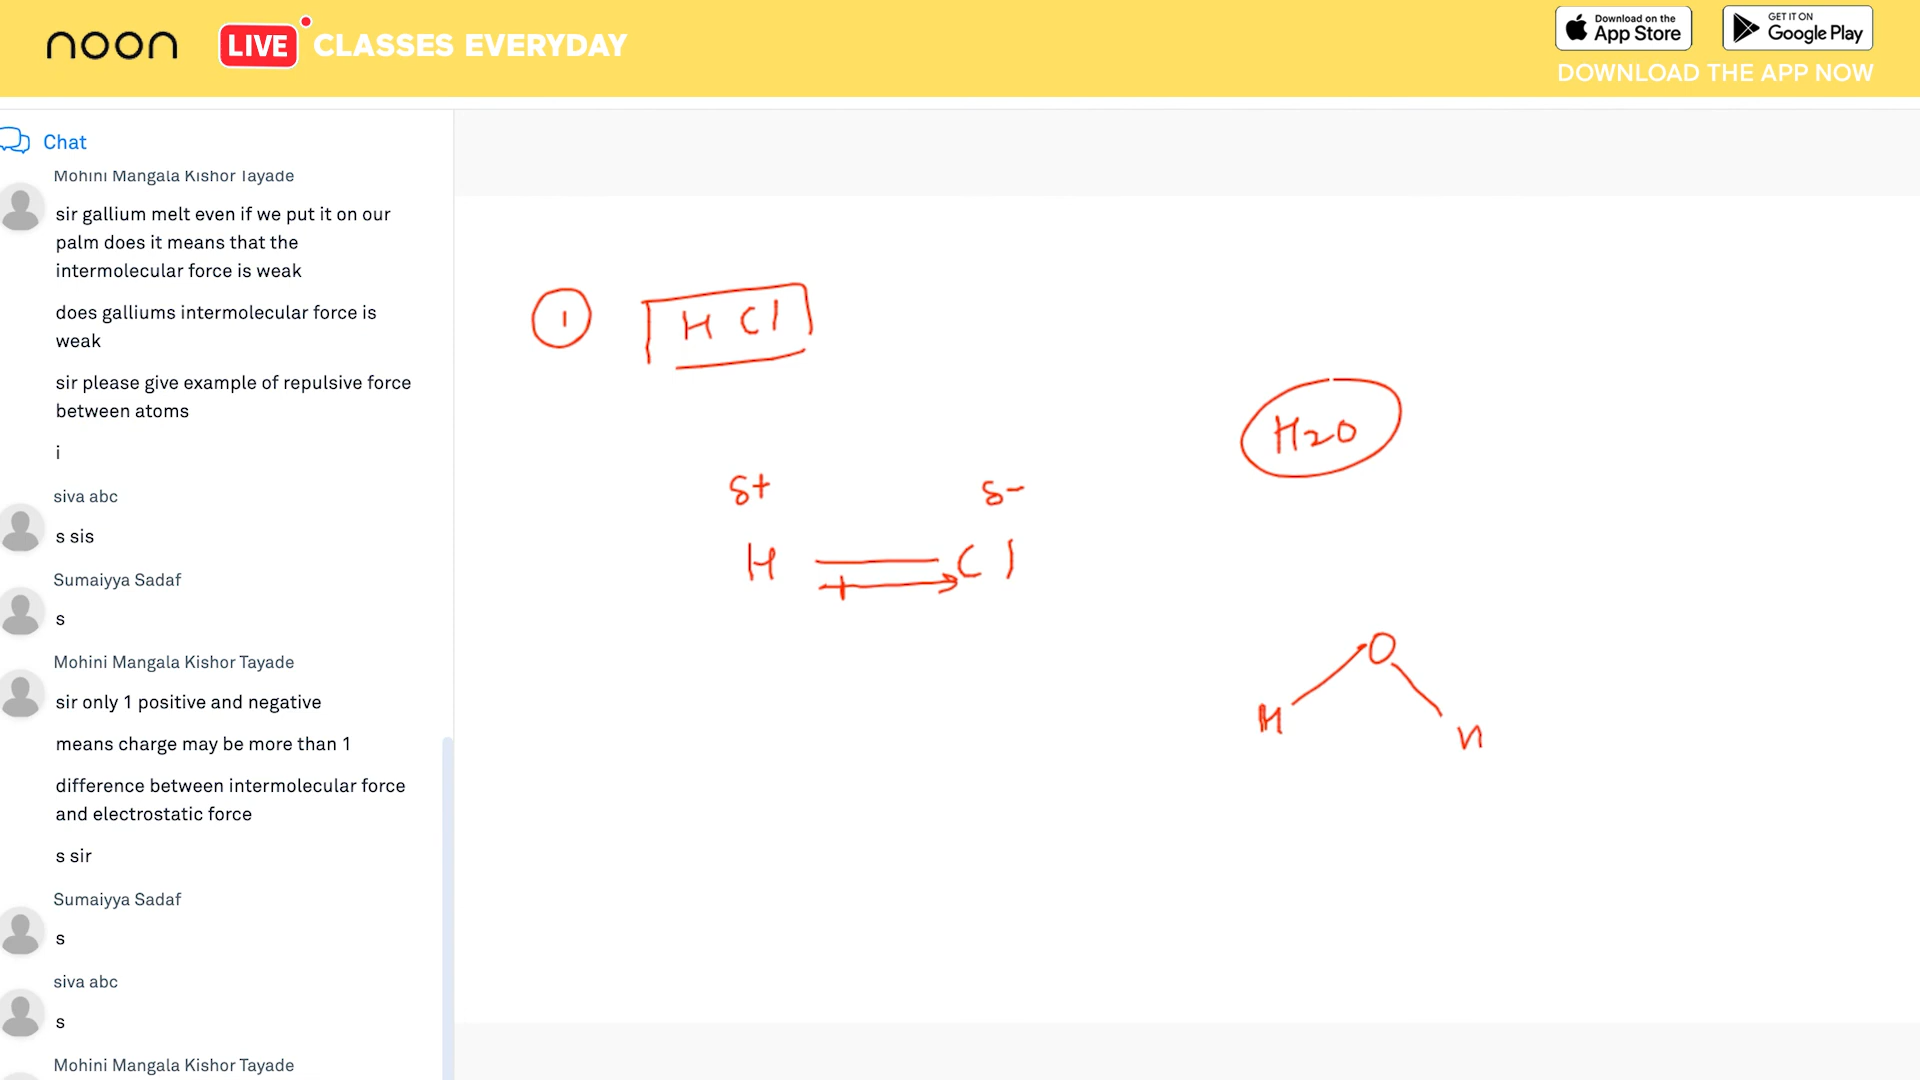 noon LIVE CLASSES EVERYDAY
Download on the App Store
GET IT ON Google Play
DOWNLOAD THE APP NOW
Chat
Mohini Mangala Kishor Tayade
sir gallium melt even if we put it on our
palm does it means that the
intermolecular force is weak
does galliums intermolecular force is
weak
sir please give example of repulsive force
between atoms
i
siva abc
s sis
Sumaiyya Sadaf
s
Mohini Mangala Kishor Tayade
sir only 1 positive and negative
means charge may be more than 1
difference between intermolecular force
and electrostatic force
s sir
Sumaiyya Sadaf
s
siva abc
s
Mohini Mangala Kishor Tayade
1 HCl
H2O
δ+ δ-
H Cl
O
H H